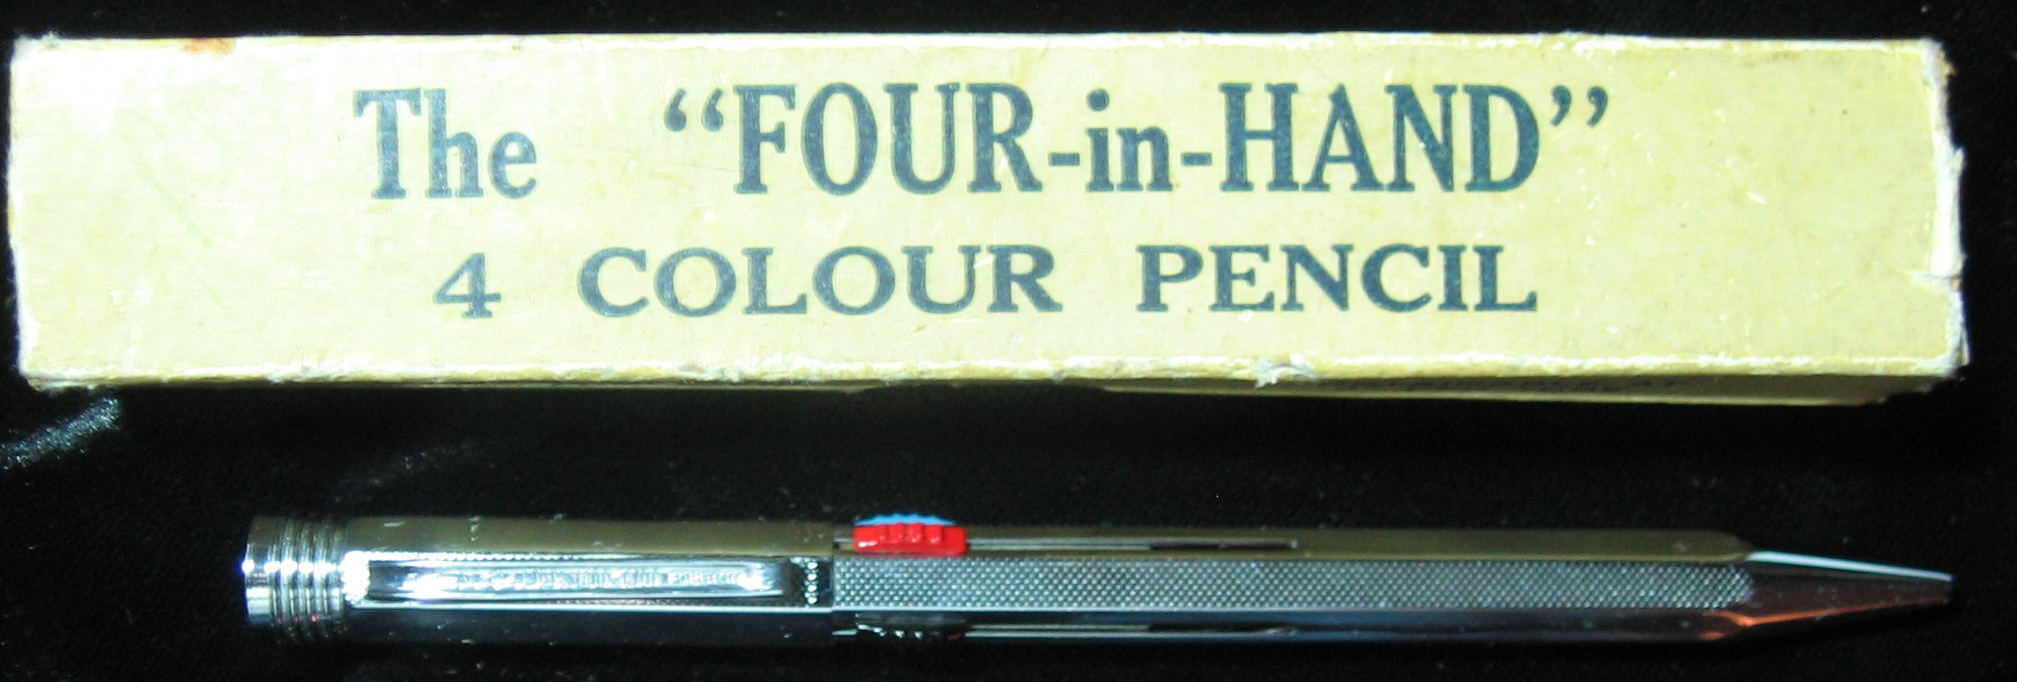 The “FOUR-in-HAND”
4 COLOUR PENCIL